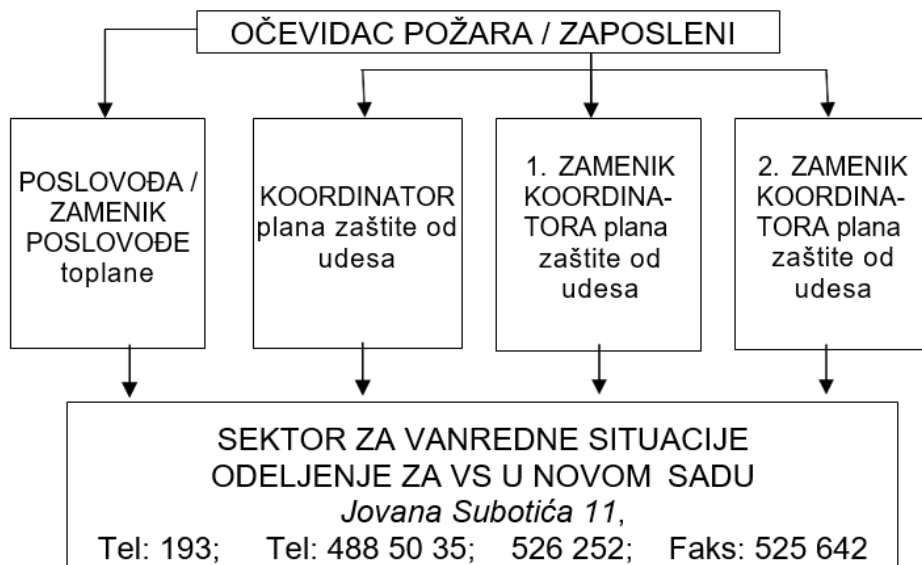 OČEVIDAC POŽARA / ZAPOSLENI
POSLOVOĐA /
ZAMENIK
POSLOVOĐE
toplane
KOORDINATOR
plana zaštite od
udesa
1. ZAMENIK
KOORDINA-
TORA plana
zaštite od
udesa
2. ZAMENIK
KOORDINA-
TORA plana
zaštite od
udesa
SEKTOR ZA VANREDNE SITUACIJE
ODELJENJE ZA VS U NOVOM SADU
Jovana Subotića 11,
Tel: 193; Tel: 488 50 35; 526 252; Faks: 525 642